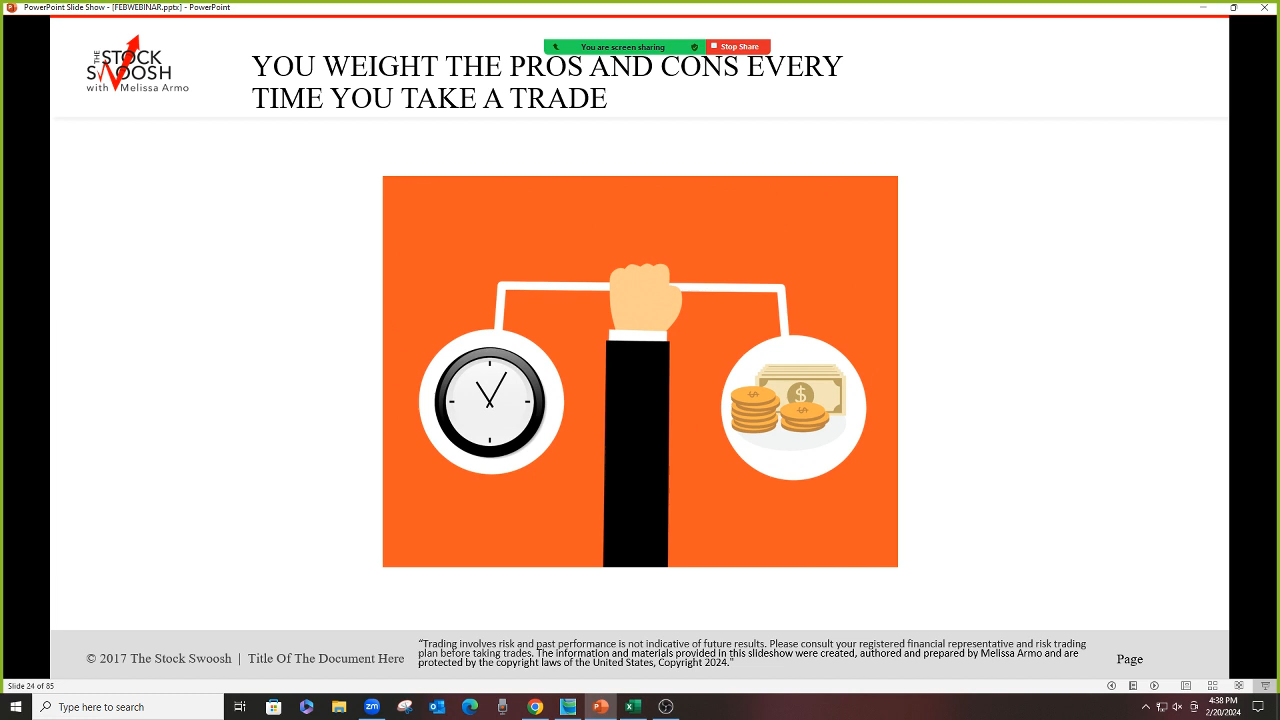 PowerPoint Slide Show - [FEBWEBINAR.pptx] - PowerPoint
You are screen sharing
Stop Share
THE
STOCK
SWOOSH
with Melissa Armo
YOU WEIGHT THE PROS AND CONS EVERY
TIME YOU TAKE A TRADE
$
$
$
© 2017 The Stock Swoosh | Title Of The Document Here
“Trading involves risk and past performance is not indicative of future results. Please consult your registered financial representative and risk trading
plan before taking trades. The information and materials provided in this slideshow were created, authored and prepared by Melissa Armo and are
protected by the copyright laws of the United States, Copyright 2024."
Page
Slide 24 of 85
Type here to search
4:38 PM
2/20/2024